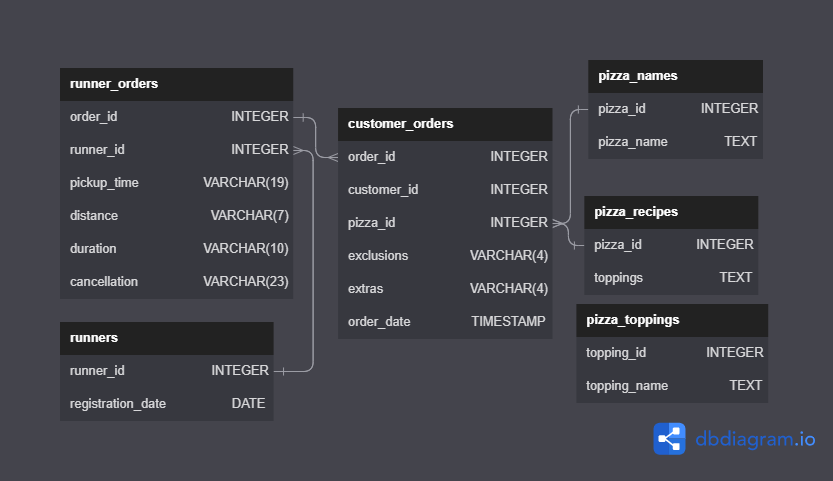 runner_orders
order_id INTEGER
runner_id INTEGER
pickup_time VARCHAR(19)
distance VARCHAR(7)
duration VARCHAR(10)
cancellation VARCHAR(23)
runners
runner_id INTEGER
registration_date DATE
customer_orders
order_id INTEGER
customer_id INTEGER
pizza_id INTEGER
exclusions VARCHAR(4)
extras VARCHAR(4)
order_date TIMESTAMP
pizza_names
pizza_id INTEGER
pizza_name TEXT
pizza_recipes
pizza_id INTEGER
toppings TEXT
pizza_toppings
topping_id INTEGER
topping_name TEXT
dbdiagram.io